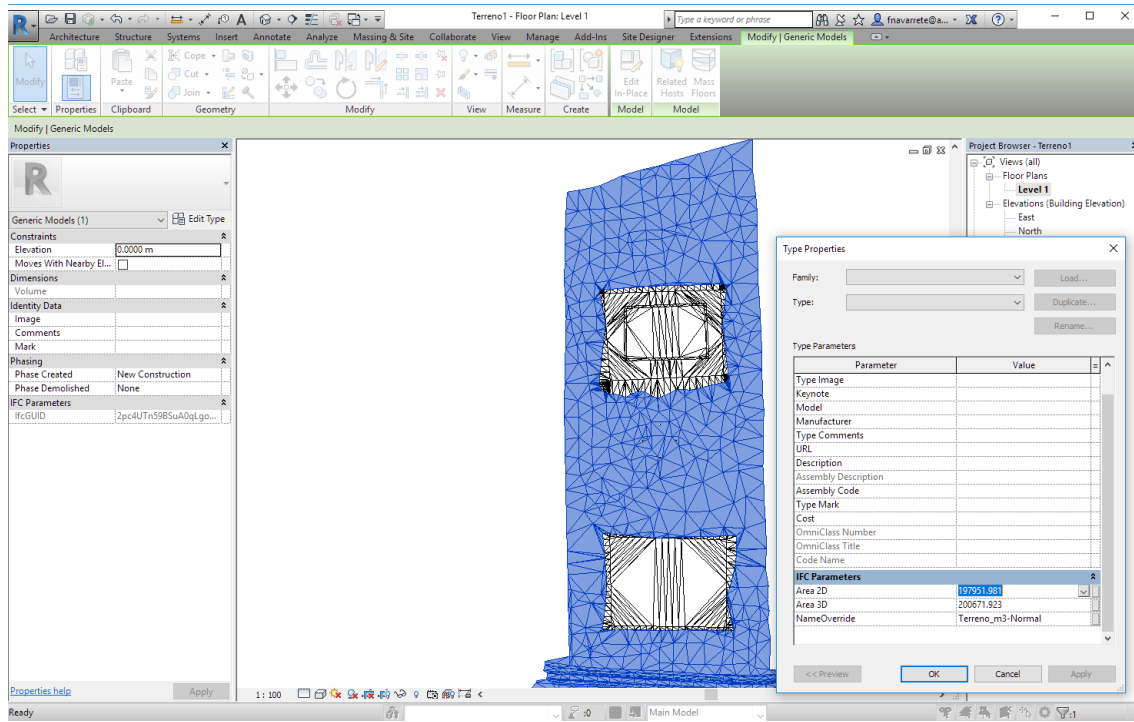 Terreno1 - Floor Plan: Level 1
Type a keyword or phrase
fnavarrete@a...
Architecture Structure Systems Insert Annotate Analyze Massing & Site Collaborate View Manage Add-Ins Site Designer Extensions Modify | Generic Models
Modify
Paste
Cope
Cut
Join
Edit In-Place
Related Hosts
Mass Floors
Select Properties Clipboard Geometry Modify View Measure Create Model Model
Modify | Generic Models
Properties
R
Generic Models (1)
Edit Type
Constraints
Elevation 0.0000 m
Moves With Nearby El...
Dimensions
Volume
Identity Data
Image
Comments
Mark
Phasing
Phase Created New Construction
Phase Demolished None
IFC Parameters
IfcGUID 2pc4UTn59BSuA0qLgo...
Properties help
Apply
Project Browser - Terreno1
Views (all)
Floor Plans
Level 1
Elevations (Building Elevation)
East
North
Type Properties
Family:
Load...
Type:
Duplicate...
Rename...
Type Parameters
Parameter Value =
Type Image
Keynote
Model
Manufacturer
Type Comments
URL
Description
Assembly Description
Assembly Code
Type Mark
Cost
OmniClass Number
OmniClass Title
Code Name
IFC Parameters
Area 2D 197951.981
Area 3D 200671.923
NameOverride Terreno_m3-Normal
<< Preview OK Cancel Apply
1 : 100
Ready
:0
Main Model
:1